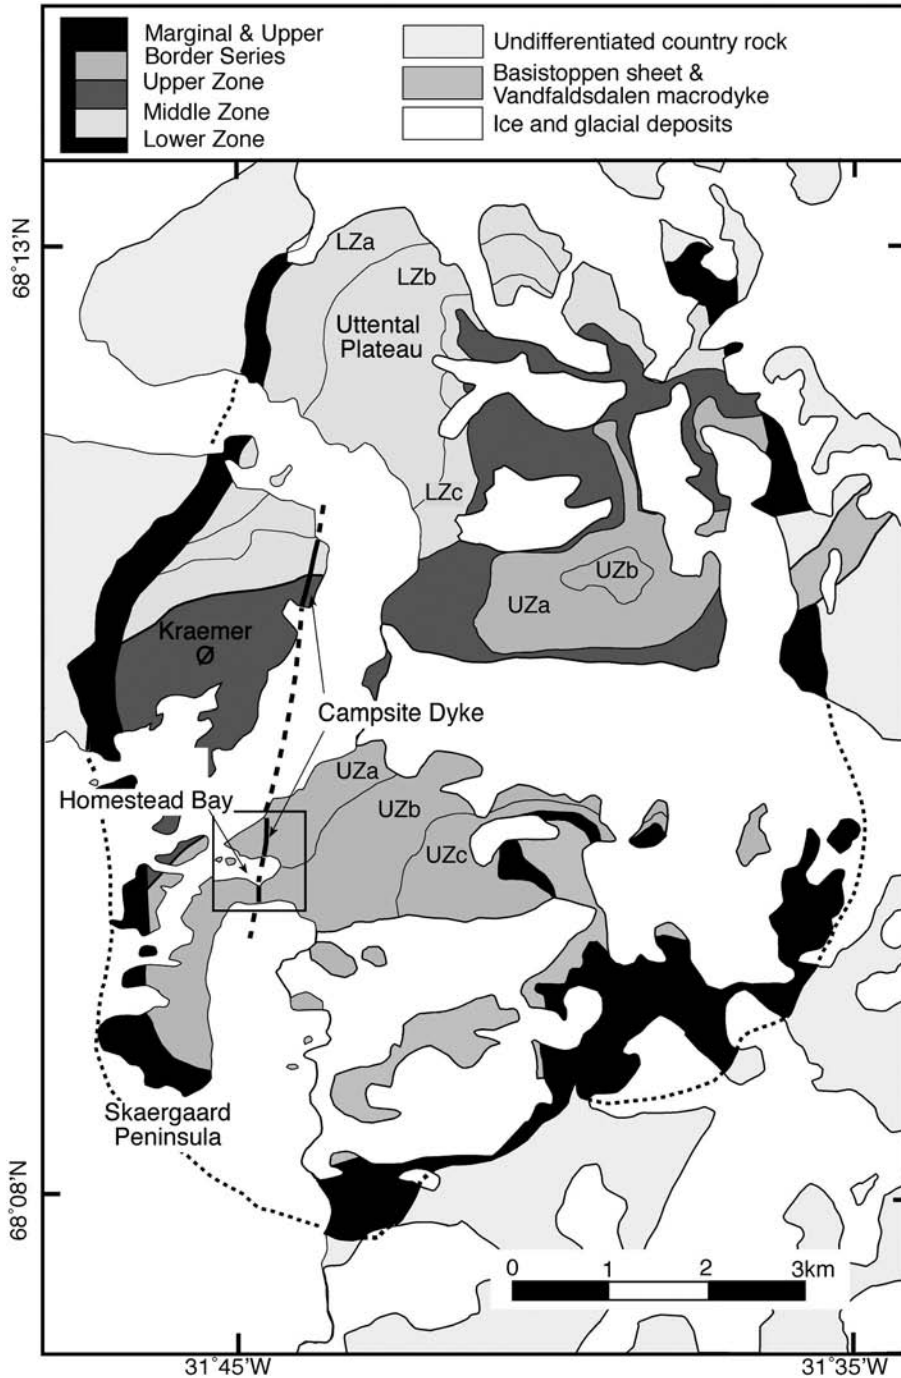 Marginal & Upper
Border Series
Upper Zone
Middle Zone
Lower Zone
Undifferentiated country rock
Basistoppen sheet &
Vandfaldsdalen macrodyke
Ice and glacial deposits
68°13'N
LZa
LZb
Uttental
Plateau
LZc
UZb
UZa
Kraemer
Ø
Campsite Dyke
UZa
Homestead Bay
UZb
UZc
Skaergaard
Peninsula
68°08'N
0 1 2 3km
31°45'W
31°35'W